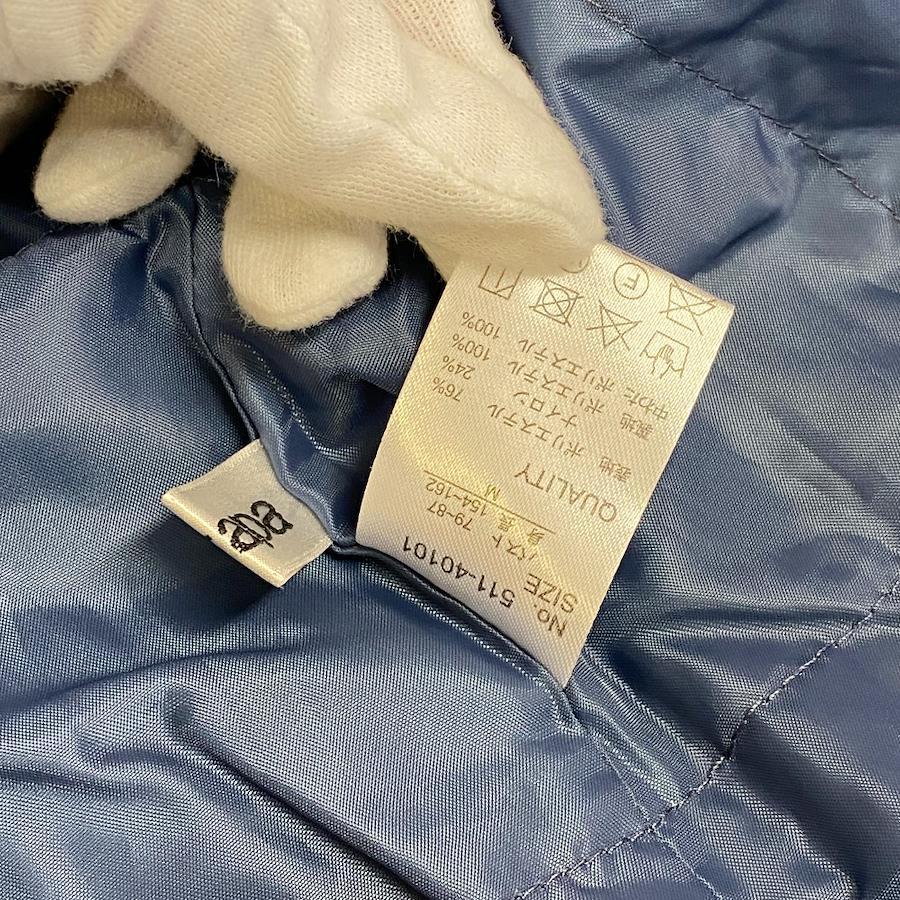 No. 511-40101
SIZE
バスト 79~87
身長 154~162
M
QUALITY
表地 ポリエステル 76%
ナイロン 24%
裏地 ポリエステル 100%
中わた ポリエステル 100%
F
apa